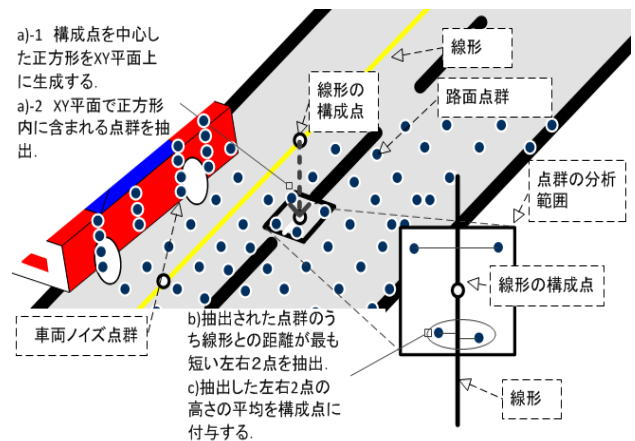 a)-1 構成点を中心し
た正方形をXY平面上
に生成する.
a)-2 XY平面で正方形
内に含まれる点群を抽
出.
線形
線形の
構成点
路面点群
点群の分析
範囲
線形の構成点
車両ノイズ点群
b)抽出された点群のう
ち線形との距離が最も
短い左右２点を抽出.
c)抽出した左右2点の
高さの平均を構成点に
付与する.
線形